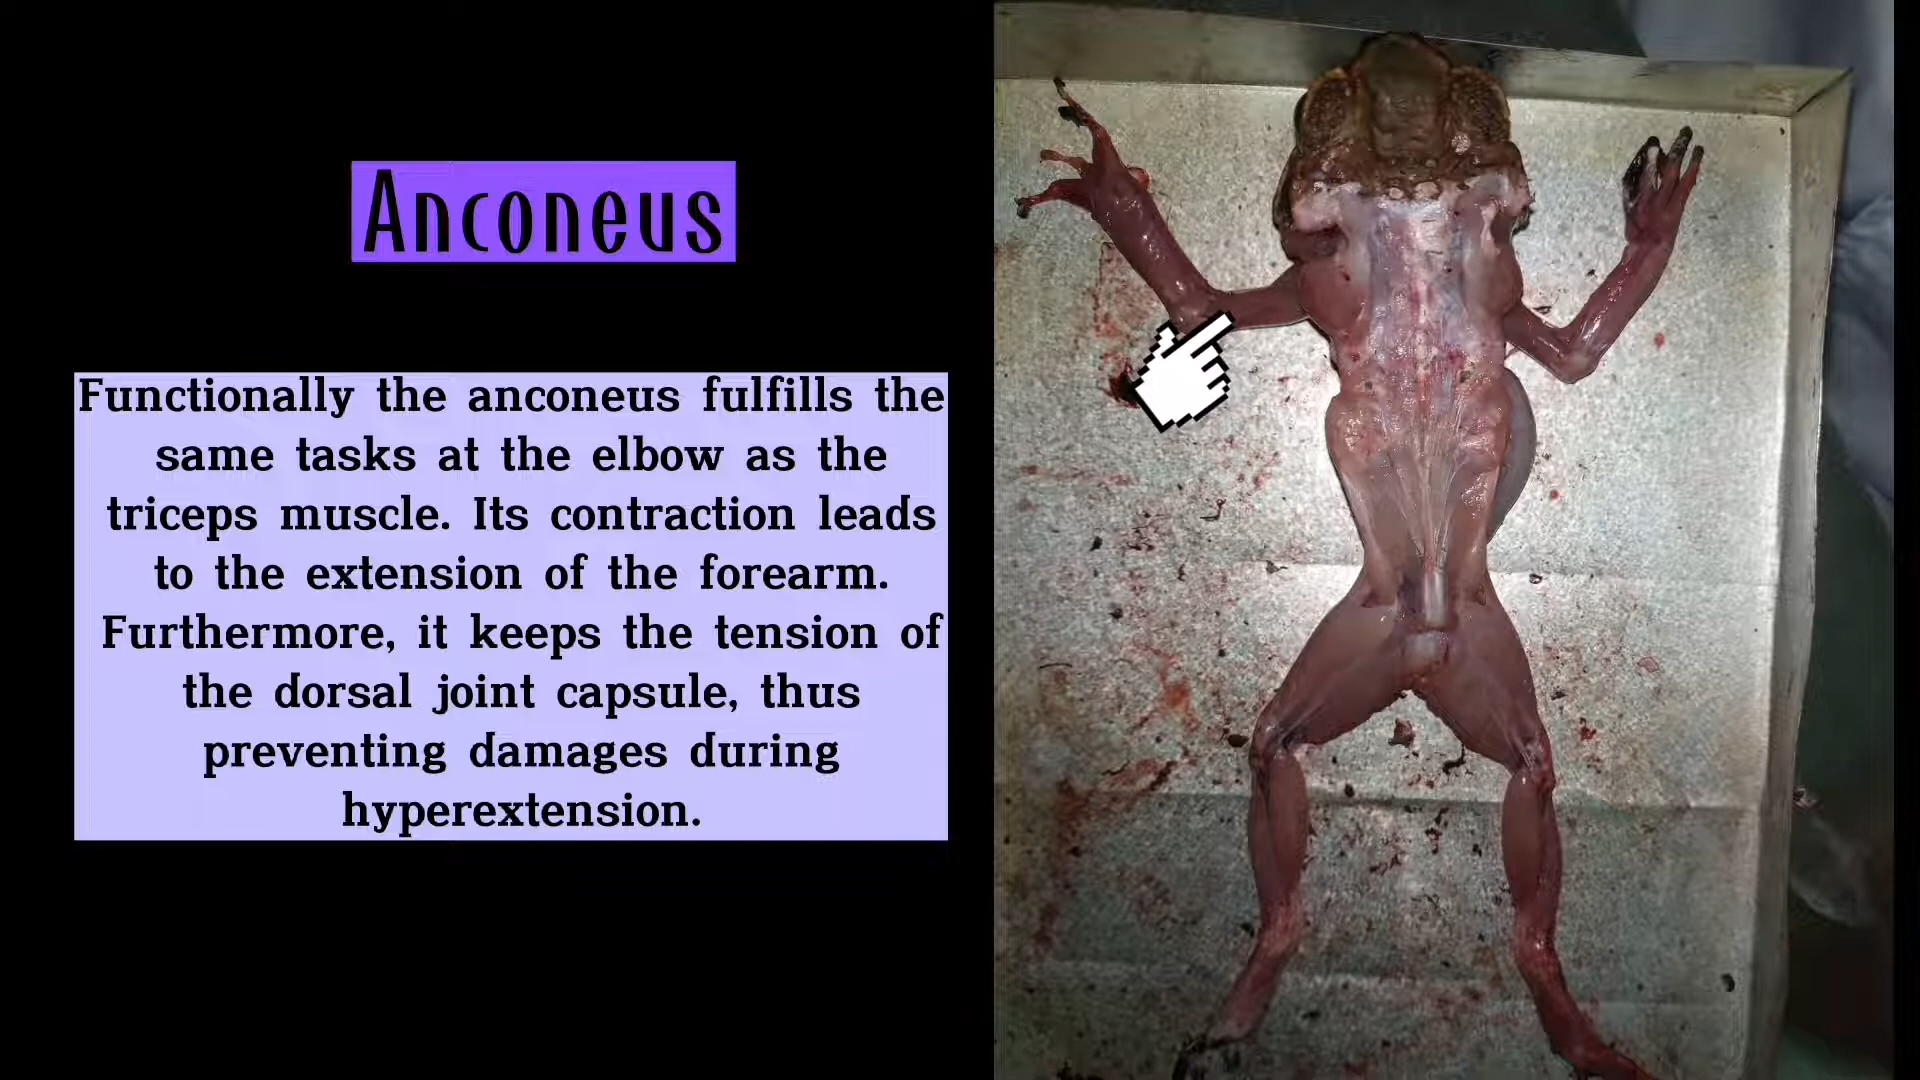 Anconeus
Functionally the anconeus fulfills the
same tasks at the elbow as the
triceps muscle. Its contraction leads
to the extension of the forearm.
Furthermore, it keeps the tension of
the dorsal joint capsule, thus
preventing damages during
hyperextension.